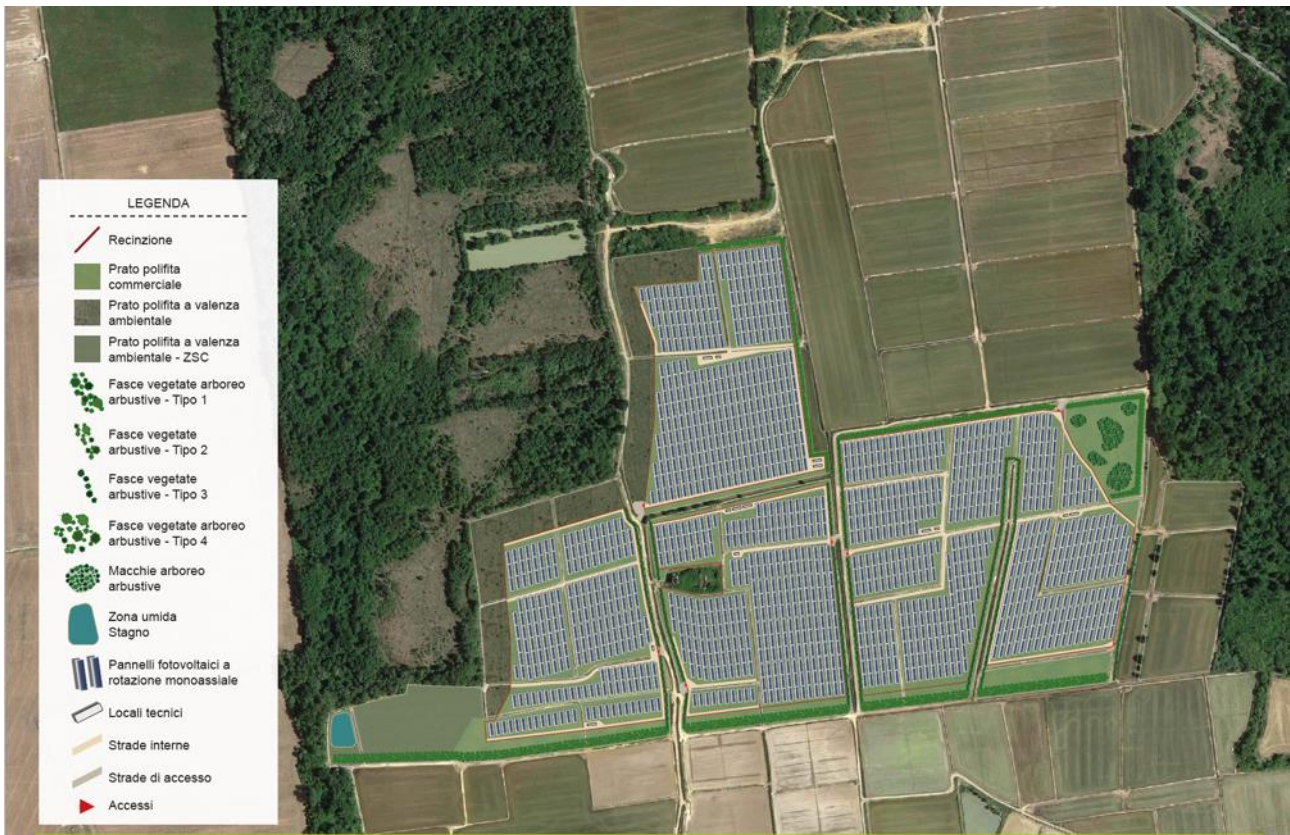 LEGENDA
Recinzione
Prato polifita
commerciale
Prato polifita a valenza
ambientale
Prato polifita a valenza
ambientale - ZSC
Fasce vegetate arboreo
arbustive - Tipo 1
Fasce vegetate
arbustive - Tipo 2
Fasce vegetate
arbustive - Tipo 3
Fasce vegetate arboreo
arbustive - Tipo 4
Macchie arboreo
arbustive
Zona umida
Stagno
Pannelli fotovoltaici a
rotazione monoassiale
Locali tecnici
Strade interne
Strade di accesso
Accessi